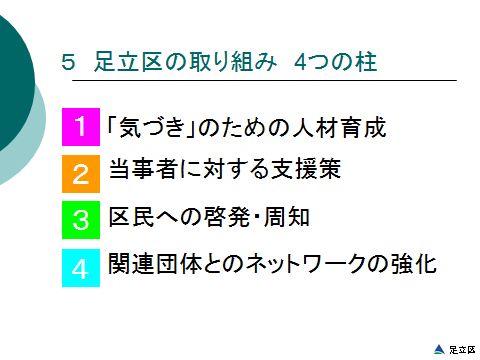 5 足立区の取り組み 4つの柱
1 「気づき」のための人材育成
2 当事者に対する支援策
3 区民への啓発・周知
4 関連団体とのネットワークの強化
足立区